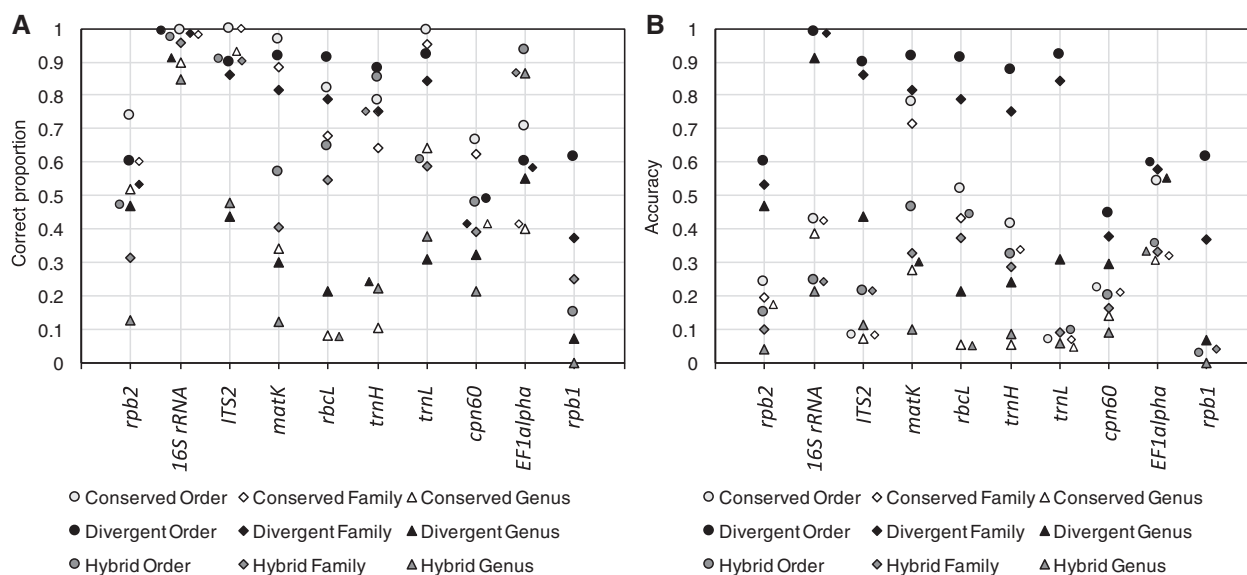 A
B
Correct proportion
1
0.9
0.8
0.7
0.6
0.5
0.4
0.3
0.2
0.1
0
rpb2
16S rRNA
ITS2
matK
rbcL
trnH
trnL
cpn60
EF1alpha
rpb1
Accuracy
1
0.9
0.8
0.7
0.6
0.5
0.4
0.3
0.2
0.1
0
rpb2
16S rRNA
ITS2
matK
rbcL
trnH
trnL
cpn60
EF1alpha
rpb1
Conserved Order Conserved Family Conserved Genus
Divergent Order Divergent Family Divergent Genus
Hybrid Order Hybrid Family Hybrid Genus
Conserved Order Conserved Family Conserved Genus
Divergent Order Divergent Family Divergent Genus
Hybrid Order Hybrid Family Hybrid Genus